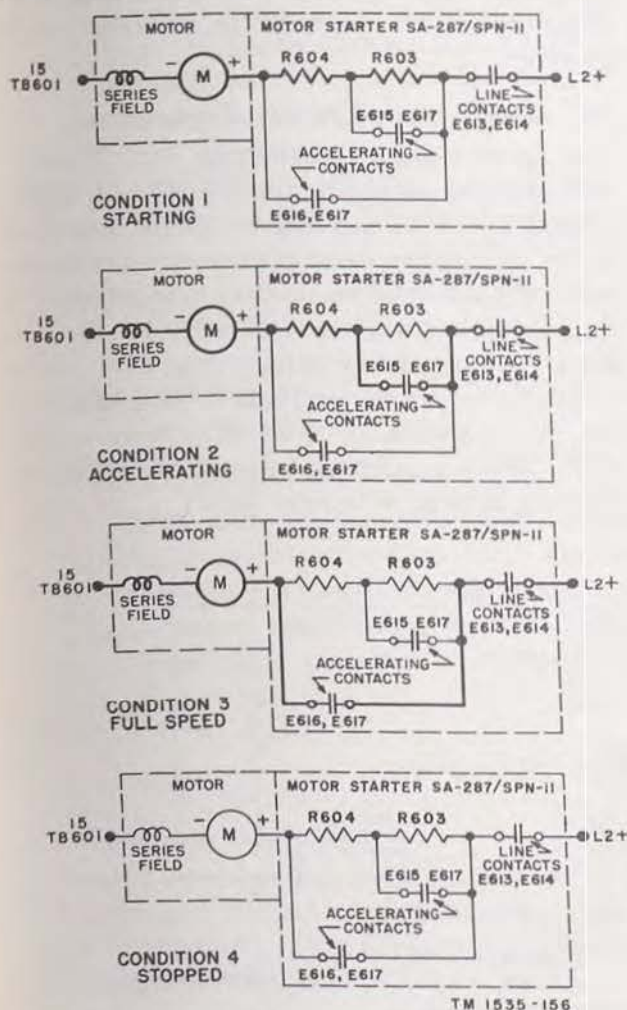 MOTOR
MOTOR STARTER SA-287/SPN-II
15
TB601
- M +
R604
R603
L2+
SERIES
FIELD
E615 E617
LINE
CONTACTS
E613,E614
ACCELERATING
CONTACTS
E616,E617
CONDITION 1
STARTING
MOTOR
MOTOR STARTER SA-287/SPN-II
15
TB601
- M +
R604
R603
L2+
SERIES
FIELD
E615 E617
LINE
CONTACTS
E613,E614
ACCELERATING
CONTACTS
E616,E617
CONDITION 2
ACCELERATING
MOTOR
MOTOR STARTER SA-287/SPN-II
15
TB601
- M +
R604
R603
L2+
SERIES
FIELD
E615 E617
LINE
CONTACTS
E613,E614
ACCELERATING
CONTACTS
E616,E617
CONDITION 3
FULL SPEED
MOTOR
MOTOR STARTER SA-287/SPN-II
15
TB601
- M +
R604
R603
L2+
SERIES
FIELD
E615 E617
LINE
CONTACTS
E613,E614
ACCELERATING
CONTACTS
E616,E617
CONDITION 4
STOPPED
TM 1535-156